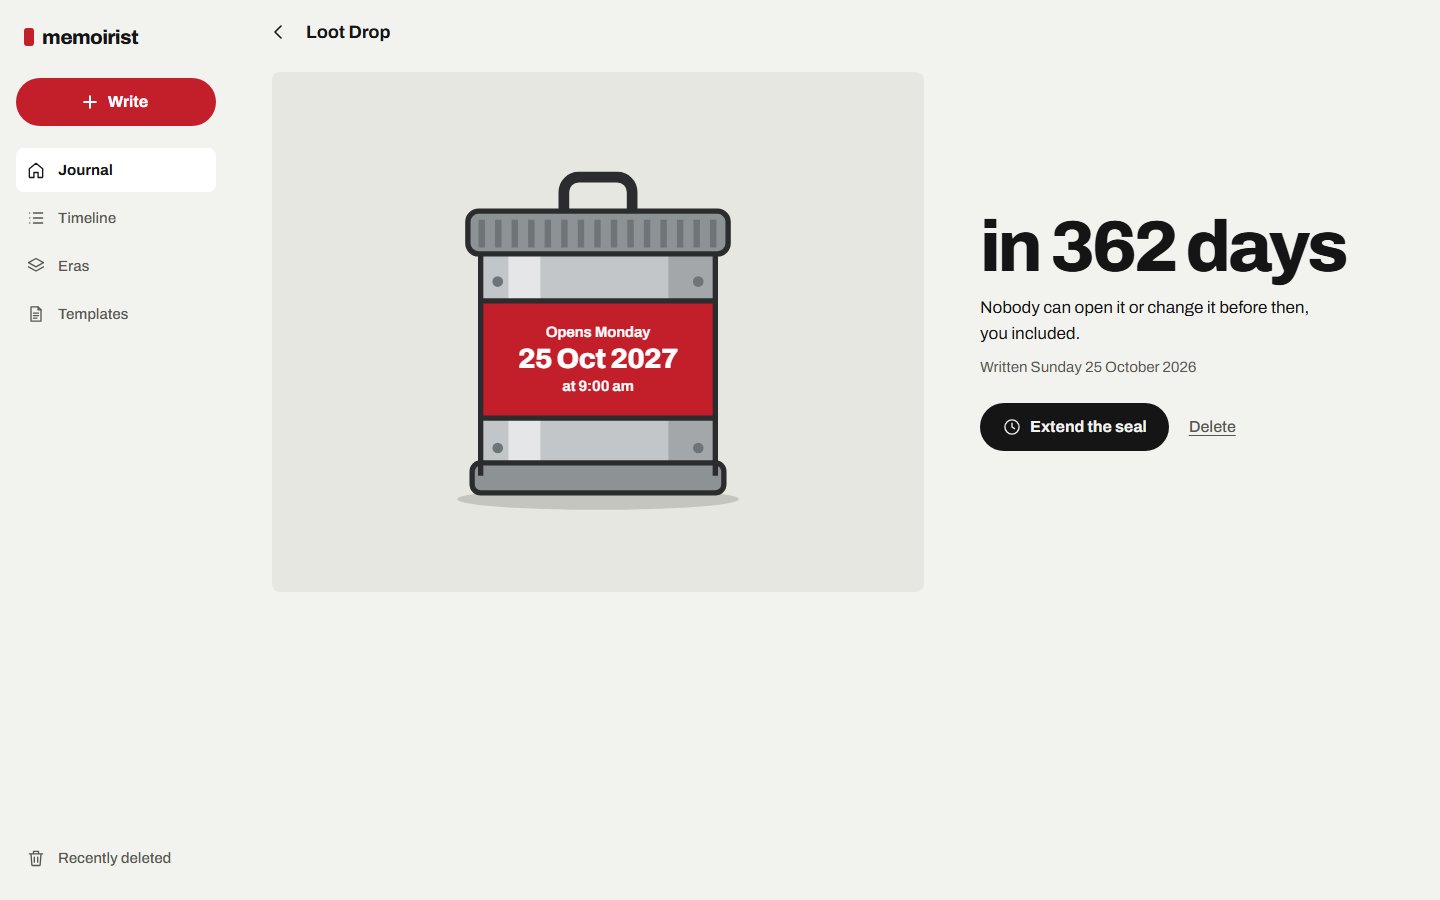 memoirist
Write
Journal
Timeline
Eras
Templates
Recently deleted
Loot Drop
Opens Monday
25 Oct 2027
at 9:00 am
in 362 days
Nobody can open it or change it before then,
you included.
Written Sunday 25 October 2026
Extend the seal
Delete